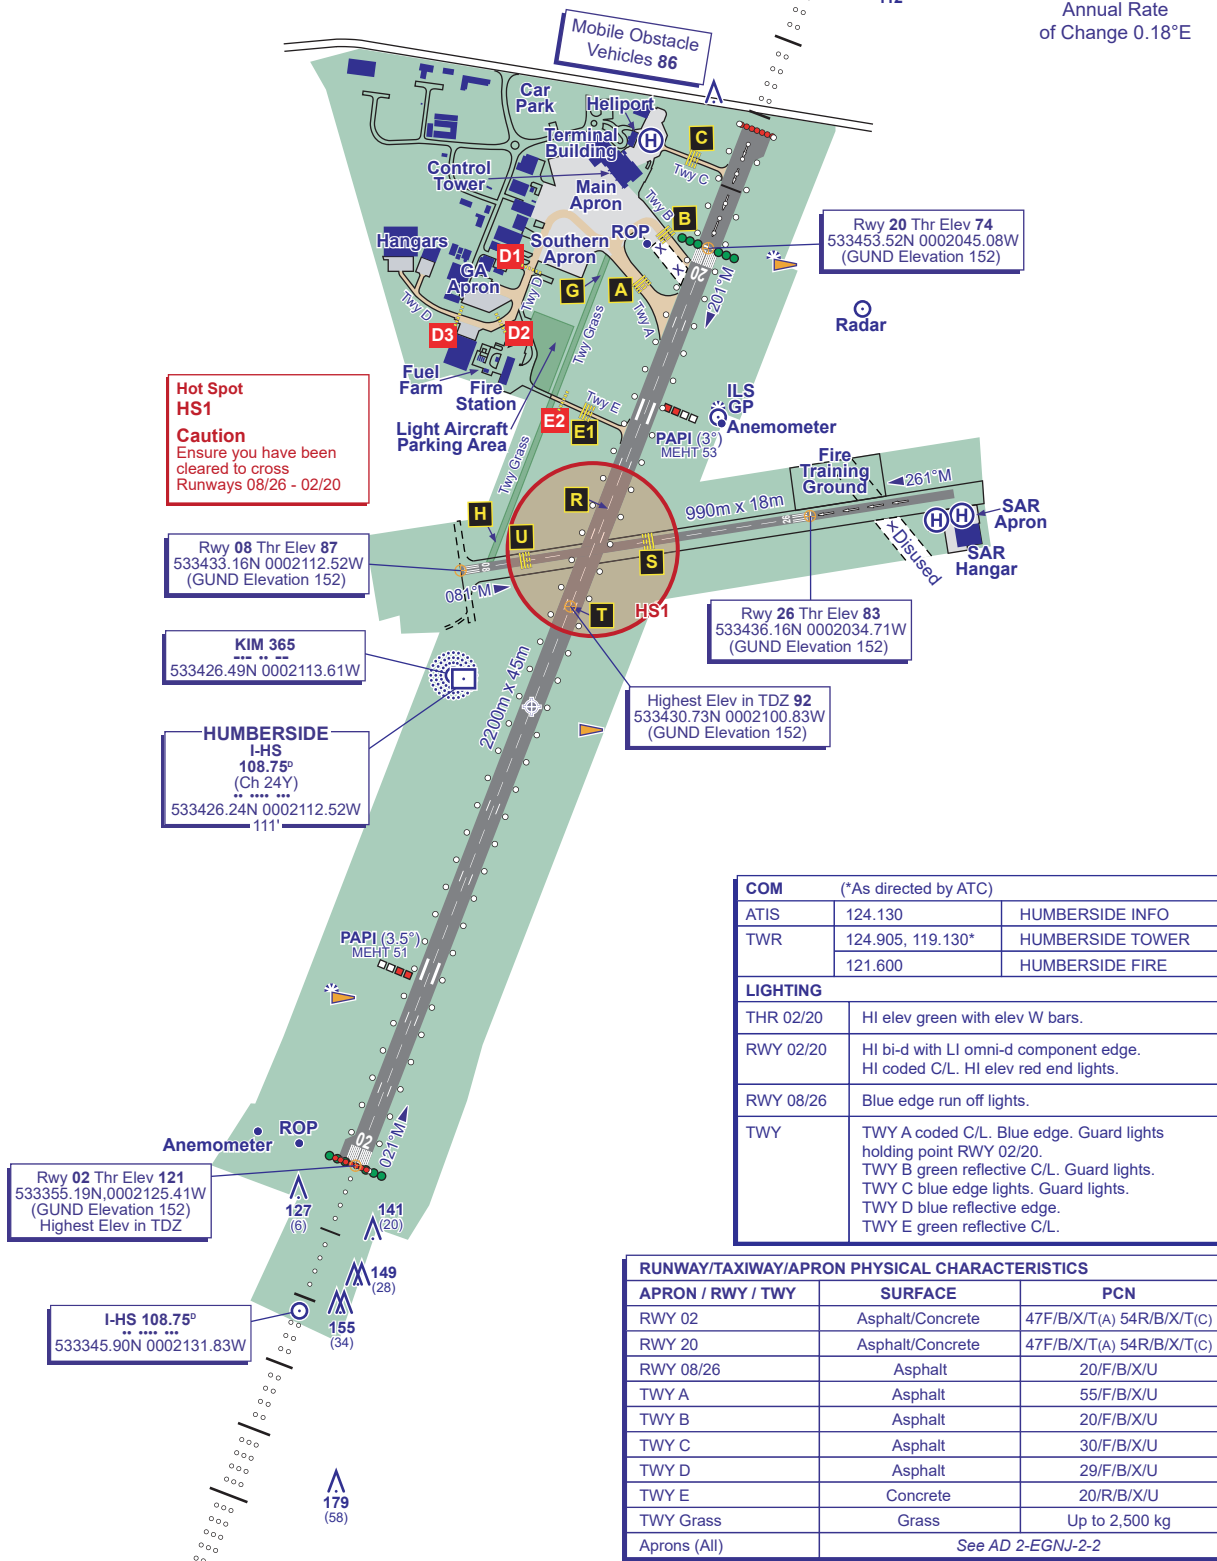 112
Annual Rate
of Change 0.18°E
Mobile Obstacle
Vehicles 86
Car
Park
Heliport
H
C
Terminal
Building
Twy C
Control
Tower
Main
Apron
Twy B
B
ROP
X
X
Rwy 20 Thr Elev 74
533453.52N 0002045.08W
(GUND Elevation 152)
Hangars
D1
Southern
Apron
20
201°M
GA
Apron
Twy D
G
A
Twy A
Radar
Twy D
D3
D2
Twy Grass
Fuel
Farm
Fire
Station
Hot Spot
HS1
Caution
Ensure you have been
cleared to cross
Runways 08/26 - 02/20
Light Aircraft
Parking Area
E2
Twy E
E1
ILS
GP
Anemometer
PAPI (3°)
MEHT 53
Twy Grass
Fire
Training
Ground
261°M
990m x 18m
R
26
H
H
SAR
Apron
H
U
S
X Disused
SAR
Hangar
Rwy 08 Thr Elev 87
533433.16N 0002112.52W
(GUND Elevation 152)
08
081°M
T
HS1
Rwy 26 Thr Elev 83
533436.16N 0002034.71W
(GUND Elevation 152)
KIM 365
533426.49N 0002113.61W
2200m x 45m
Highest Elev in TDZ 92
533430.73N 0002100.83W
(GUND Elevation 152)
HUMBERSIDE
I-HS
108.75D
(Ch 24Y)
533426.24N 0002112.52W
111'
PAPI (3.5°)
MEHT 51
COM (*As directed by ATC)
ATIS 124.130 HUMBERSIDE INFO
TWR 124.905, 119.130* HUMBERSIDE TOWER
121.600 HUMBERSIDE FIRE
LIGHTING
THR 02/20 HI elev green with elev W bars.
RWY 02/20 HI bi-d with LI omni-d component edge.
HI coded C/L. HI elev red end lights.
RWY 08/26 Blue edge run off lights.
TWY TWY A coded C/L. Blue edge. Guard lights
holding point RWY 02/20.
TWY B green reflective C/L. Guard lights.
TWY C blue edge lights. Guard lights.
TWY D blue reflective edge.
TWY E green reflective C/L.
Anemometer
ROP
02
021°M
Rwy 02 Thr Elev 121
533355.19N,0002125.41W
(GUND Elevation 152)
Highest Elev in TDZ
127
(6)
141
(20)
149
(28)
155
(34)
I-HS 108.75D
533345.90N 0002131.83W
179
(58)
RUNWAY/TAXIWAY/APRON PHYSICAL CHARACTERISTICS
APRON / RWY / TWY SURFACE PCN
RWY 02 Asphalt/Concrete 47F/B/X/T(A) 54R/B/X/T(C)
RWY 20 Asphalt/Concrete 47F/B/X/T(A) 54R/B/X/T(C)
RWY 08/26 Asphalt 20/F/B/X/U
TWY A Asphalt 55/F/B/X/U
TWY B Asphalt 20/F/B/X/U
TWY C Asphalt 30/F/B/X/U
TWY D Asphalt 29/F/B/X/U
TWY E Concrete 20/R/B/X/U
TWY Grass Grass Up to 2,500 kg
Aprons (All) See AD 2-EGNJ-2-2